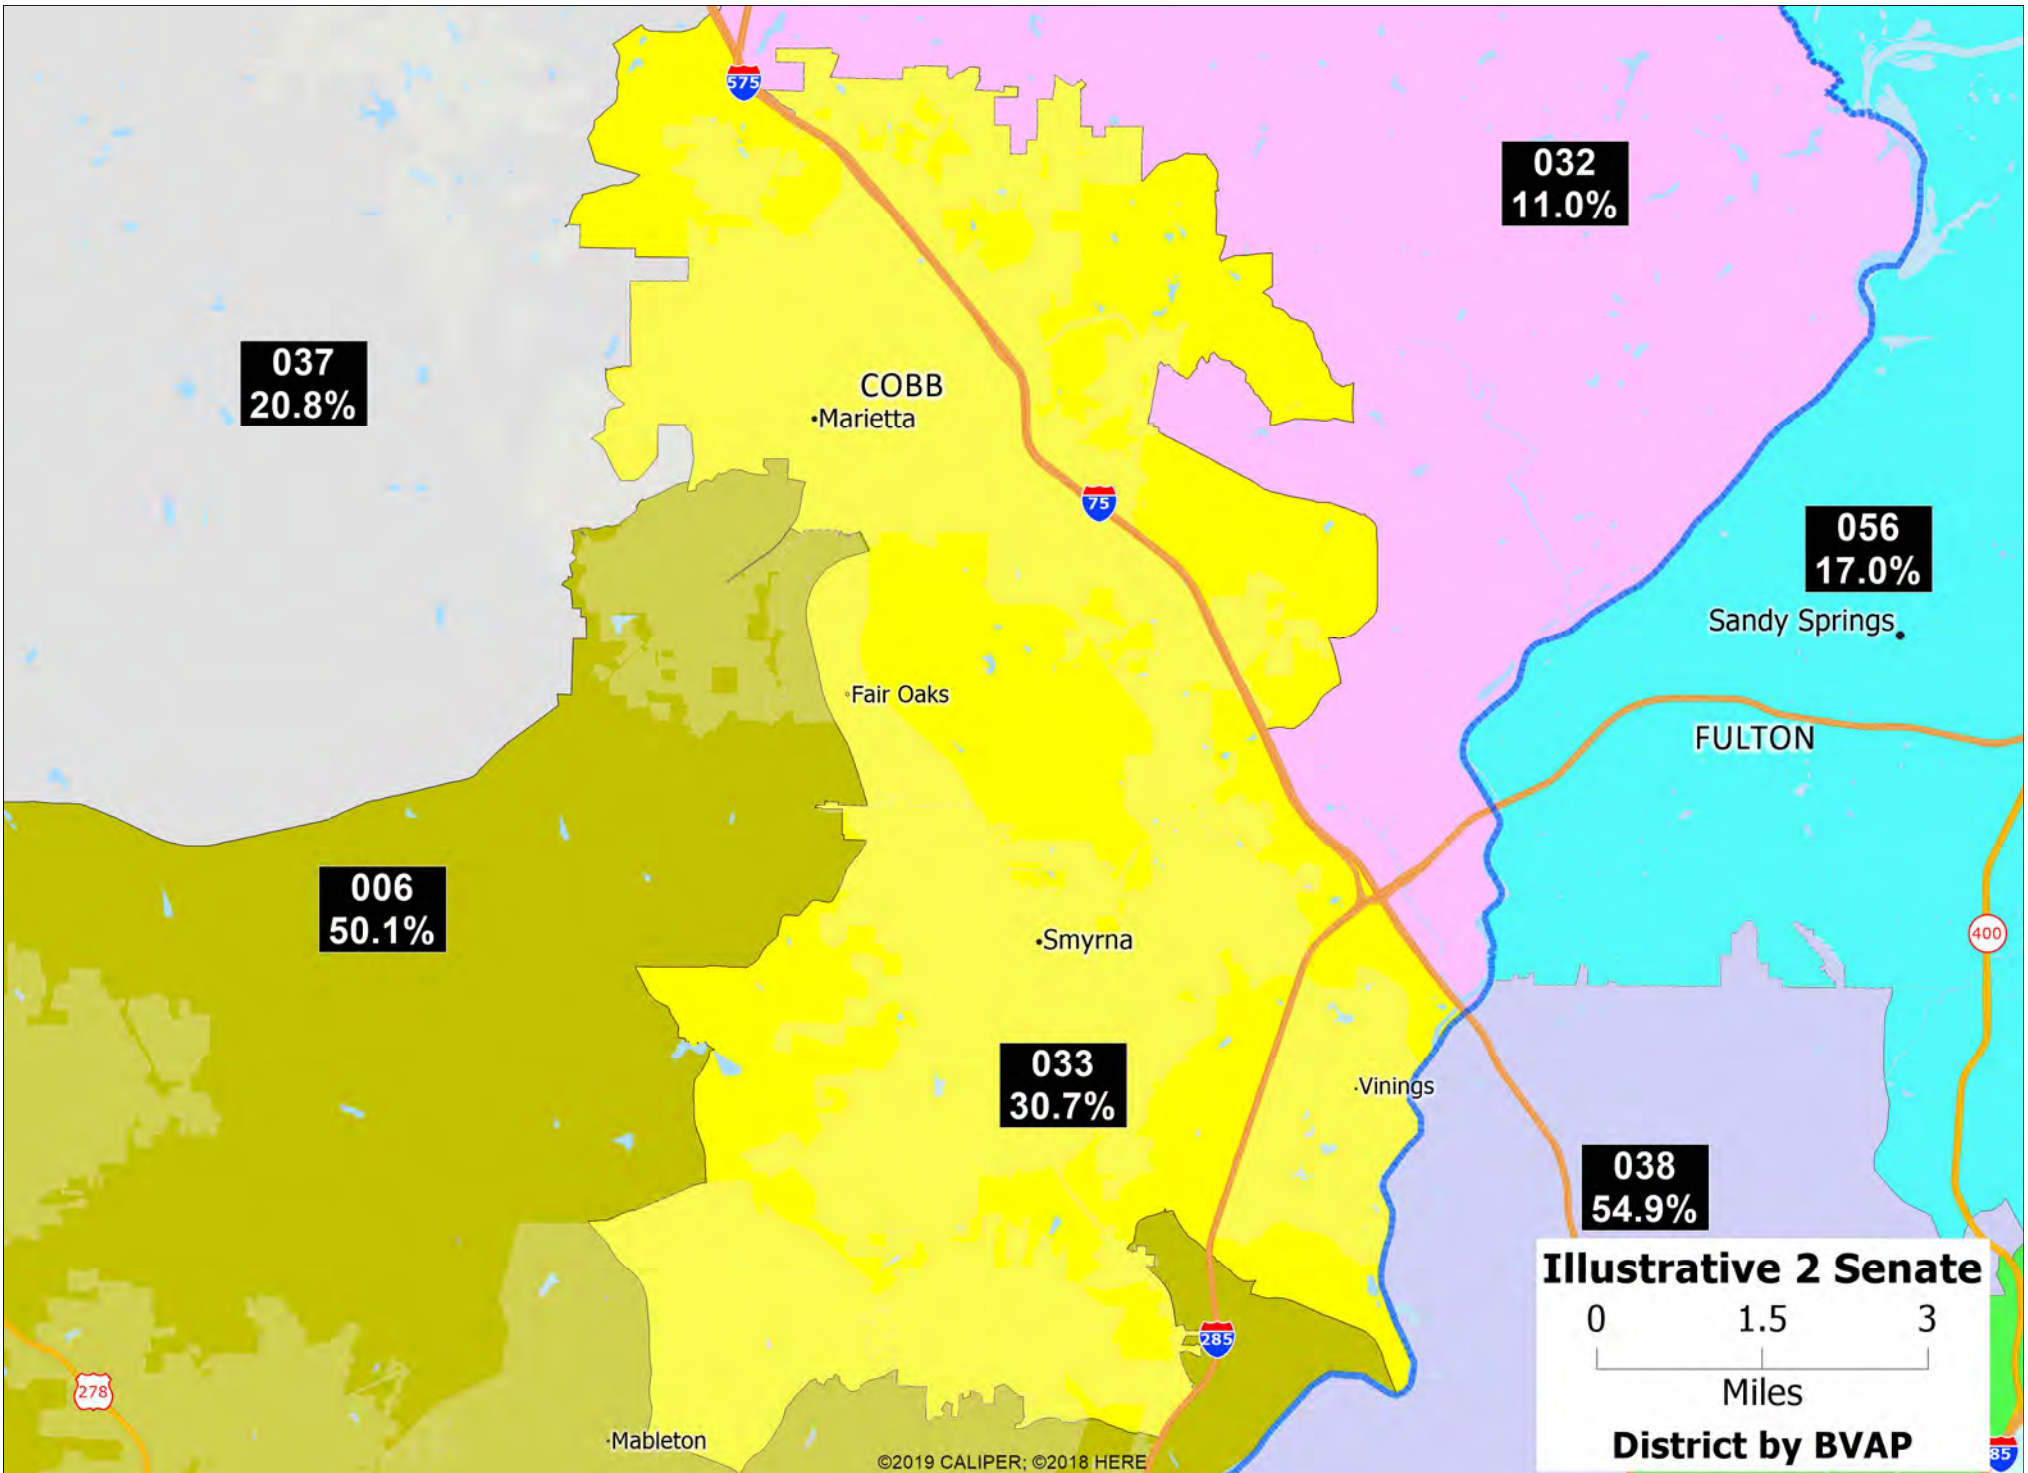 575
032
11.0%
037
20.8%
COBB
Marietta
75
056
17.0%
Sandy Springs
Fair Oaks
FULTON
006
50.1%
Smyrna
400
033
30.7%
Vinings
038
54.9%
Illustrative 2 Senate
0 1.5 3
Miles
District by BVAP
285
278
Mableton
©2019 CALIPER; ©2018 HERE
85